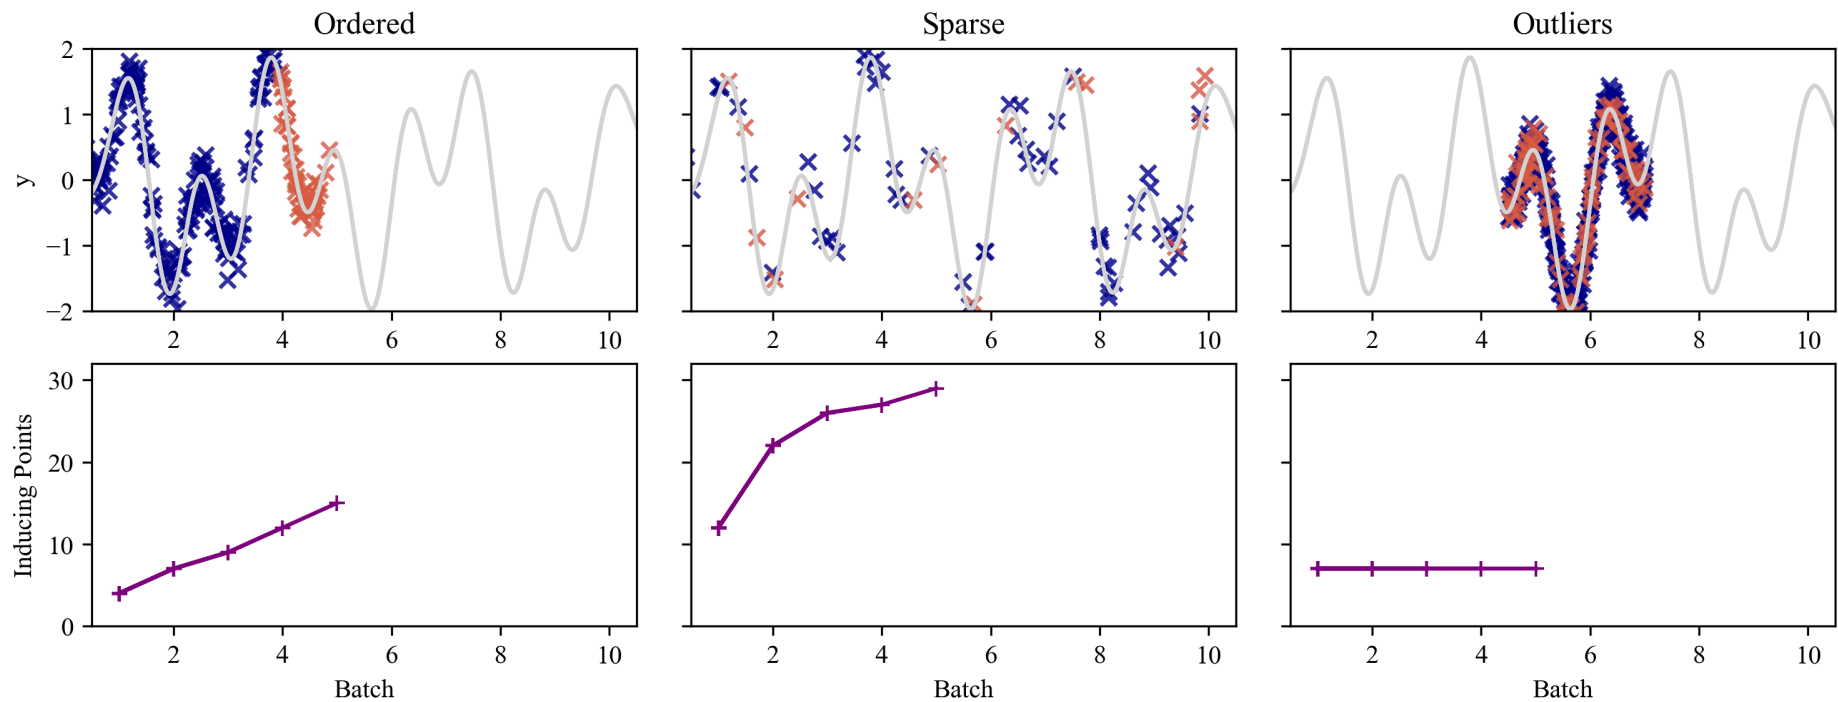 Ordered Sparse Outliers
2
1
0
−1
−2
y
2 4 6 8 10 2 4 6 8 10 2 4 6 8 10
30
20
10
0
Inducing Points
2 4 6 8 10 2 4 6 8 10 2 4 6 8 10
Batch Batch Batch